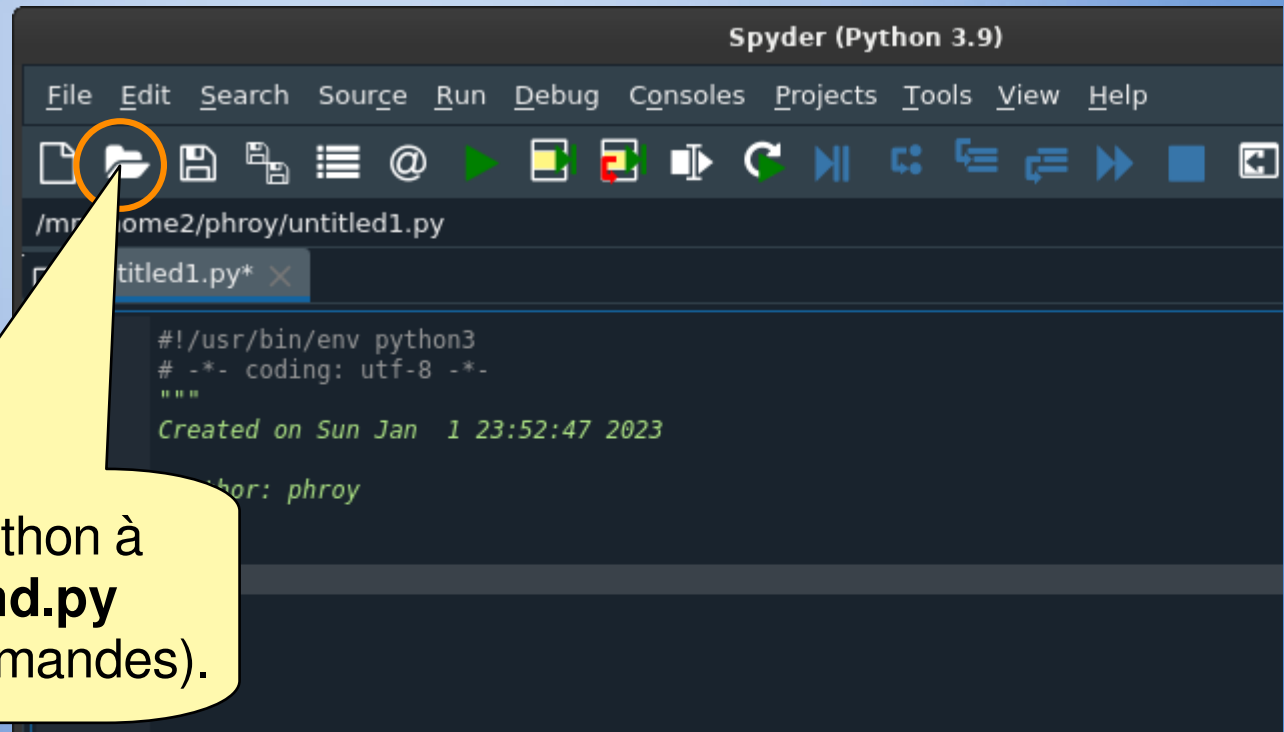 Spyder (Python 3.9)
File Edit Search Source Run Debug Consoles Projects Tools View Help
@
/mn ome2/phroy/untitled1.py
titled1.py*
#!/usr/bin/env python3
# -*- coding: utf-8 -*-
"""
Created on Sun Jan 1 23:52:47 2023
hor: phroy
thon à
d.py
mandes).